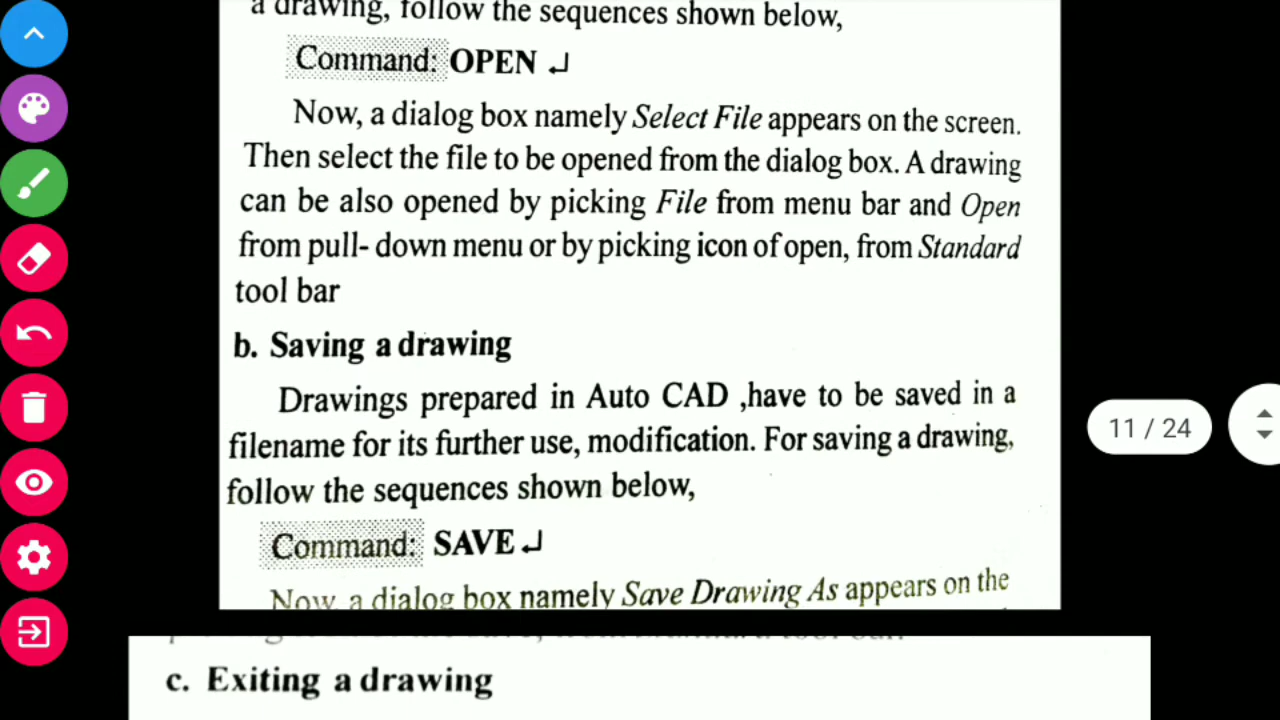 a drawing, follow the sequences shown below,
Command: OPEN ↵
Now, a dialog box namely Select File appears on the screen.
Then select the file to be opened from the dialog box. A drawing
can be also opened by picking File from menu bar and Open
from pull- down menu or by picking icon of open, from Standard
tool bar
b. Saving a drawing
Drawings prepared in Auto CAD ,have to be saved in a
filename for its further use, modification. For saving a drawing,
follow the sequences shown below,
11 / 24
Command: SAVE ↵
Now, a dialog box namely Save Drawing As appears on the
c. Exiting a drawing